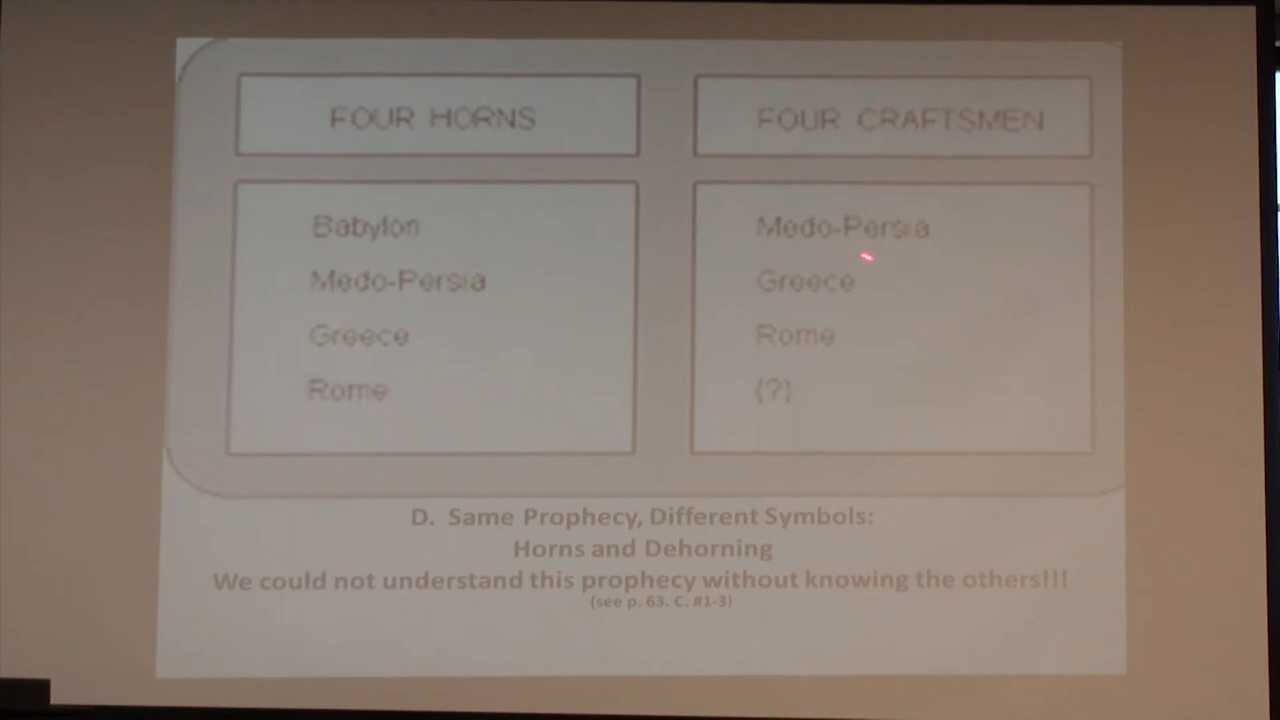 FOUR HORNS
Babylon
Medo-Persia
Greece
Rome
FOUR CRAFTSMEN
Medo-Persia
Greece
Rome
(?)
D. Same Prophecy, Different Symbols:
Horns and Dehorning
We could not understand this prophecy without knowing the others!!!
(see p. 63. C. #1-3)